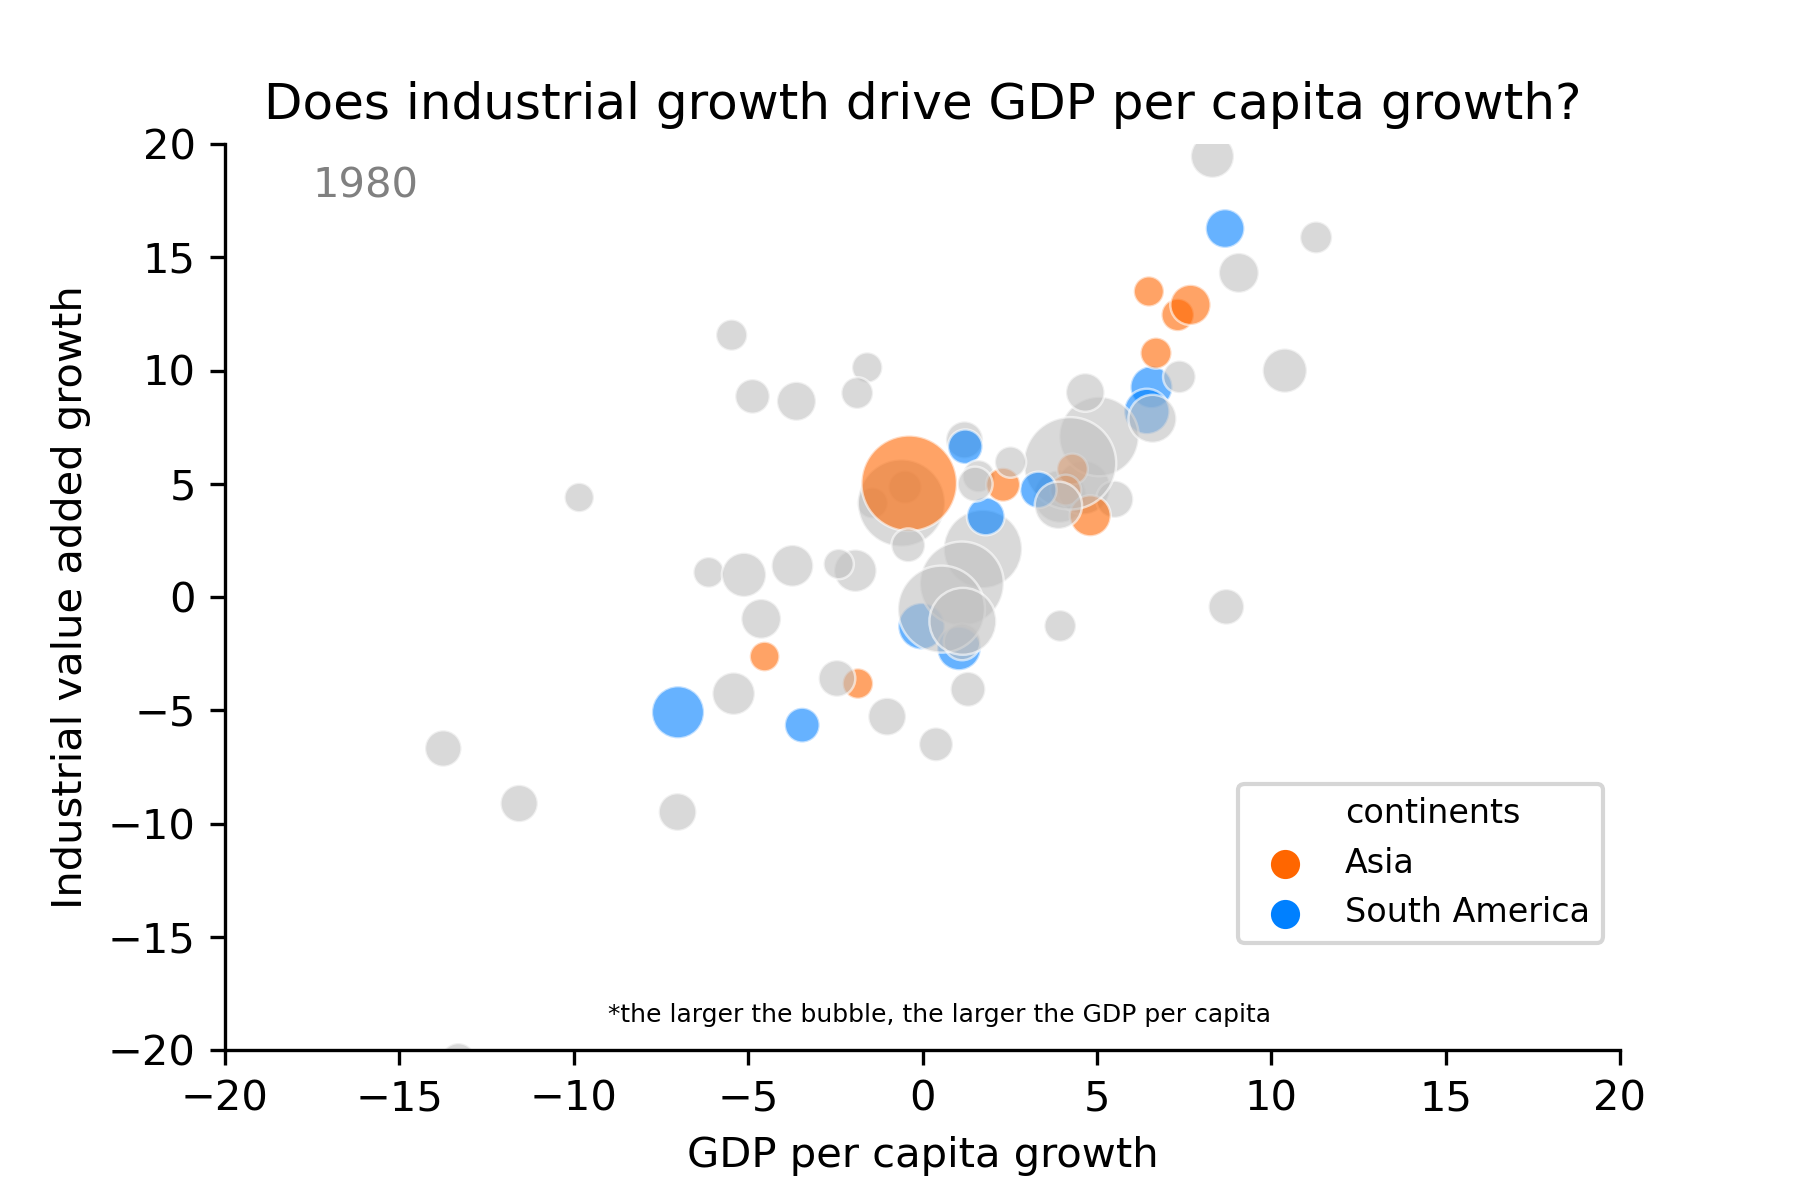 Does industrial growth drive GDP per capita growth?
1980
Industrial value added growth
20
15
10
5
0
−5
−10
−15
−20
continents
Asia
South America
*the larger the bubble, the larger the GDP per capita
−20 −15 −10 −5 0 5 10 15 20
GDP per capita growth